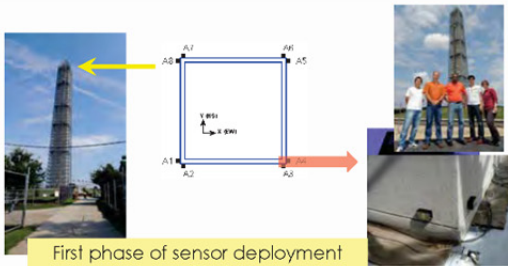 A7 A6
A8 A5
Y (NS)
X (EW)
A1 A4
A2 A3
First phase of sensor deployment